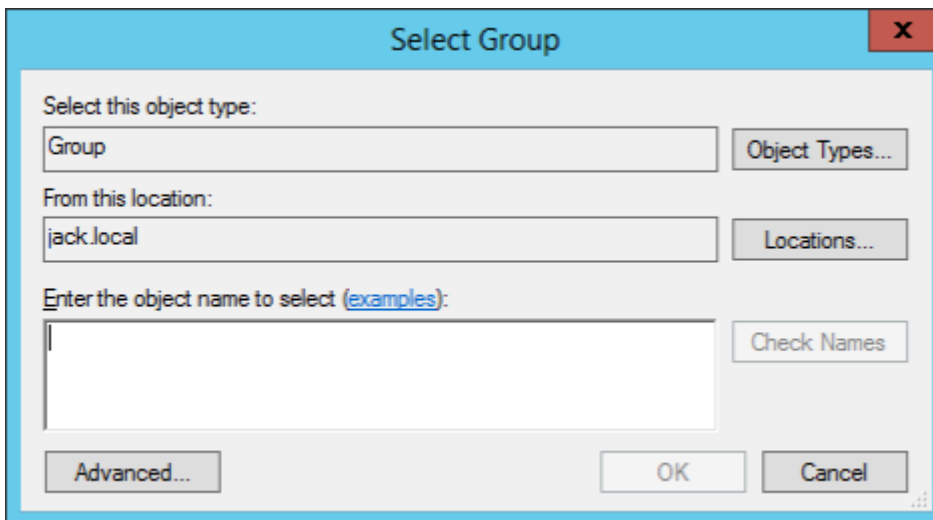 Select Group
x
Select this object type:
Group
Object Types...
From this location:
jack.local
Locations...
Enter the object name to select (examples):
Check Names
Advanced...
OK
Cancel